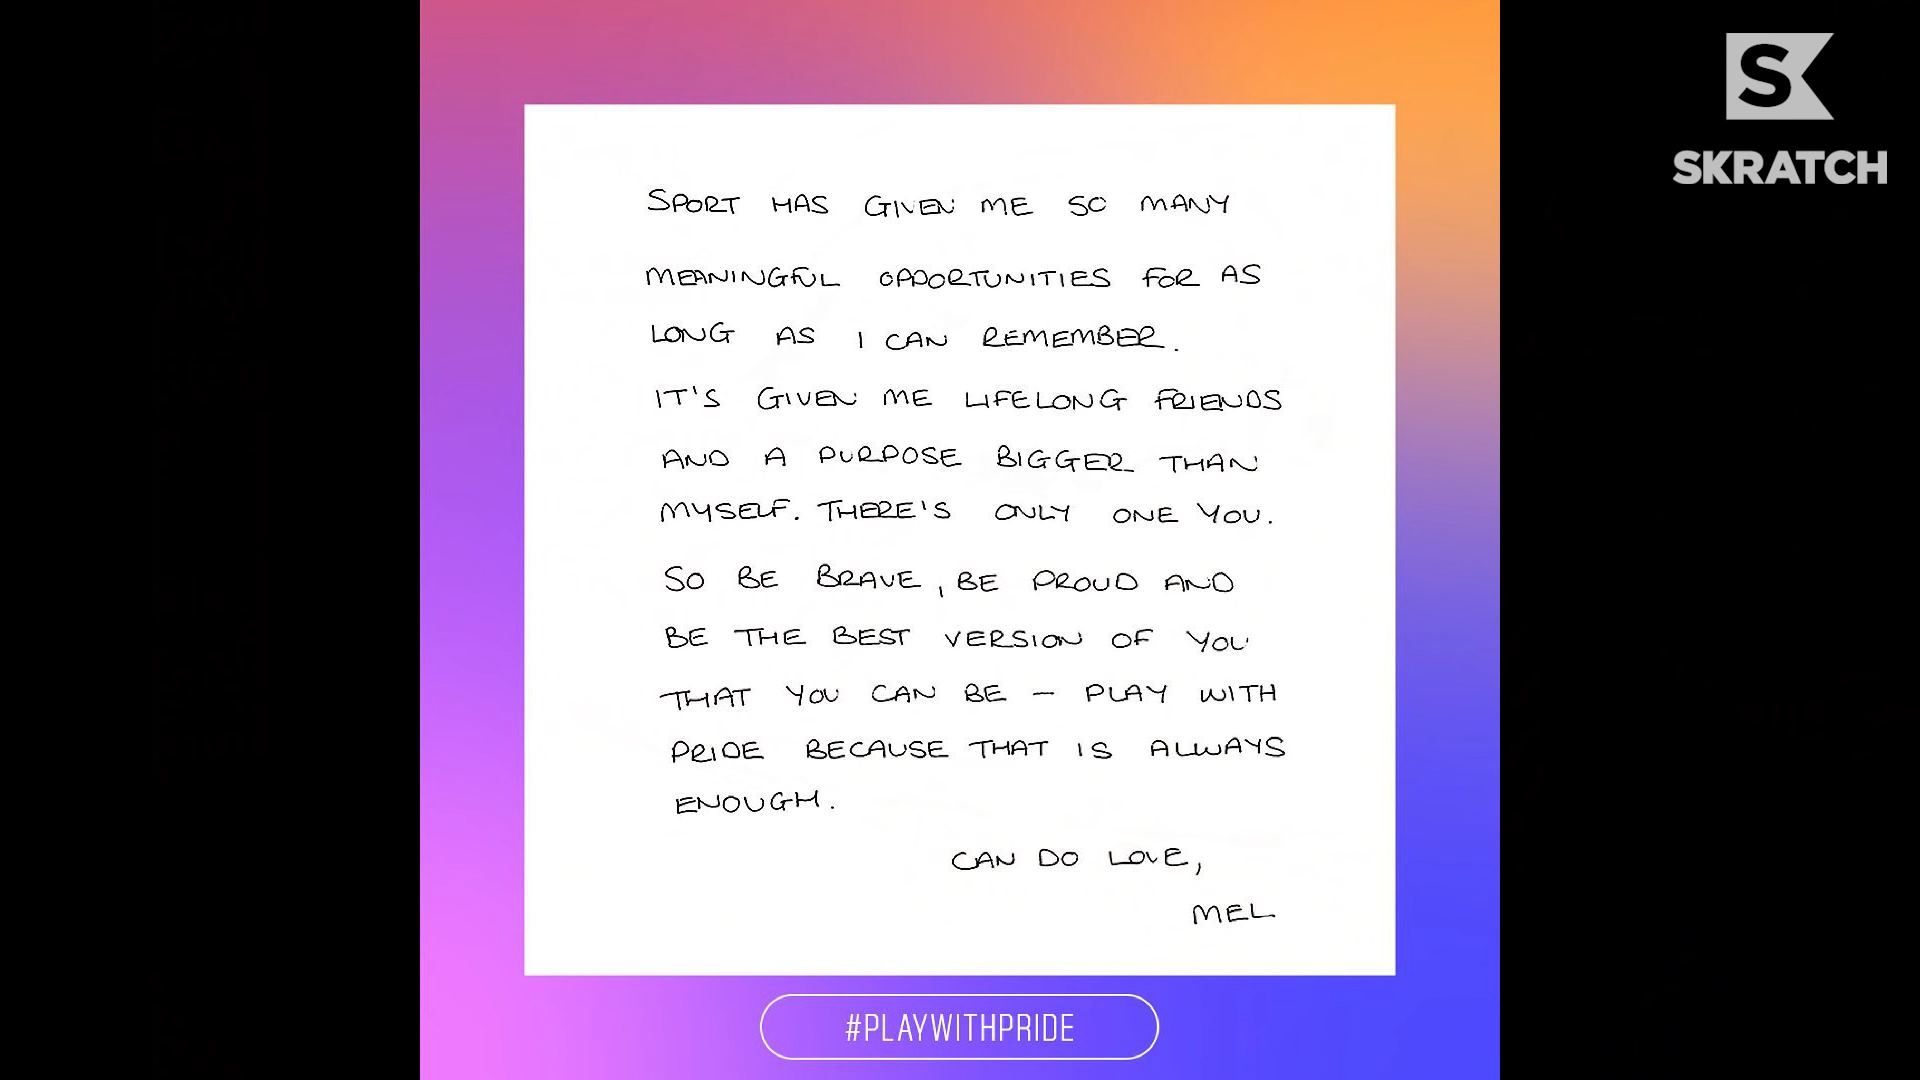 SKRATCH
SPORT HAS GIVEN ME SO MANY
MEANINGFUL OPPORTUNITIES FOR AS
LONG AS I CAN REMEMBER.
IT'S GIVEN ME LIFELONG FRIENDS
AND A PURPOSE BIGGER THAN
MYSELF. THERE'S ONLY ONE YOU.
SO BE BRAVE, BE PROUD AND
BE THE BEST VERSION OF YOU
THAT YOU CAN BE – PLAY WITH
PRIDE BECAUSE THAT IS ALWAYS
ENOUGH.
CAN DO LOVE,
MEL
#PLAYWITHPRIDE